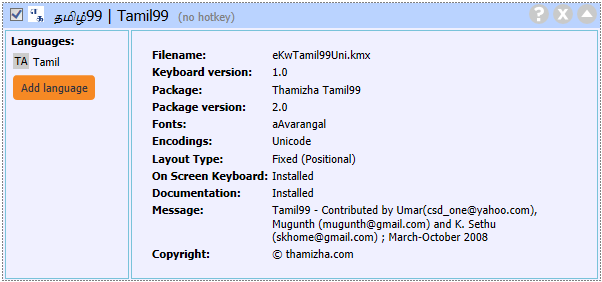 தமிழ்99 | Tamil99 (no hotkey)
Languages:
TA Tamil
Add language
Filename: eKwTamil99Uni.kmx
Keyboard version: 1.0
Package: Thamizha Tamil99
Package version: 2.0
Fonts: aAvarangal
Encodings: Unicode
Layout Type: Fixed (Positional)
On Screen Keyboard: Installed
Documentation: Installed
Message: Tamil99 - Contributed by Umar(csd_one@yahoo.com),
Mugunth (mugunth@gmail.com) and K. Sethu
(skhome@gmail.com) ; March-October 2008
Copyright: © thamizha.com